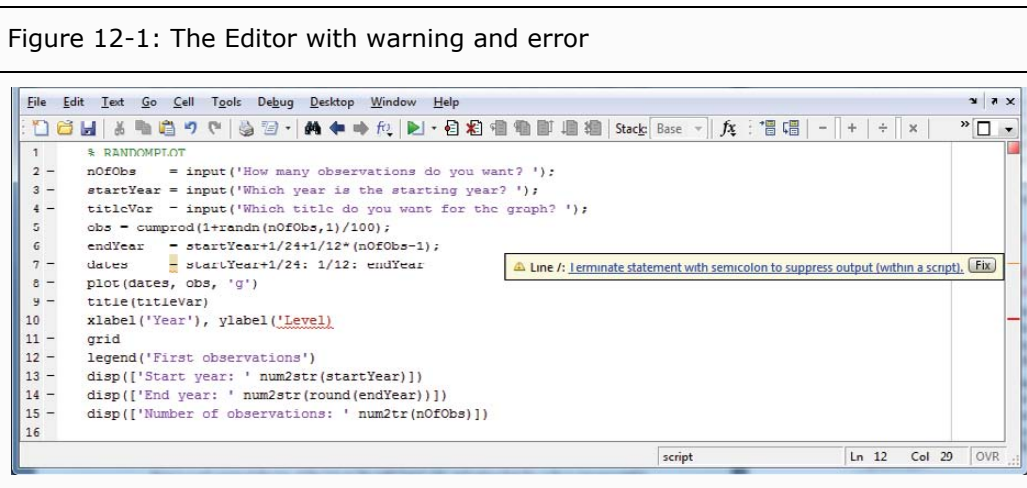 Figure 12-1: The Editor with warning and error
File Edit Text Go Cell Tools Debug Desktop Window Help
Stack: Base fx - + ÷ ×
1 % RANDOMPLOT
2 - nOfObs = input('How many observations do you want? ');
3 - startYear = input('Which year is the starting year? ');
4 - titleVar = input('Which title do you want for the graph? ');
5 obs = cumprod(1+randn(nOfObs,1)/100);
6 endYear = startYear+1/24+1/12*(nOfObs-1);
7 - dates = startYear+1/24: 1/12: endYear
Line 7: Terminate statement with semicolon to suppress output (within a script). Fix
8 - plot(dates, obs, 'g')
9 - title(titleVar)
10 xlabel('Year'), ylabel('Level)
11 - grid
12 - legend('First observations')
13 - disp(['Start year: ' num2str(startYear)])
14 - disp(['End year: ' num2str(round(endYear))])
15 - disp(['Number of observations: ' num2tr(nOfObs)])
16
script Ln 12 Col 29 OVR